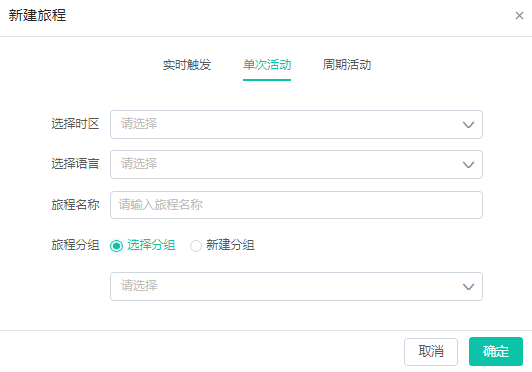 新建旅程
实时触发 单次活动 周期活动
选择时区 请选择
选择语言 请选择
旅程名称 请输入旅程名称
旅程分组 选择分组 新建分组
请选择
取消 确定